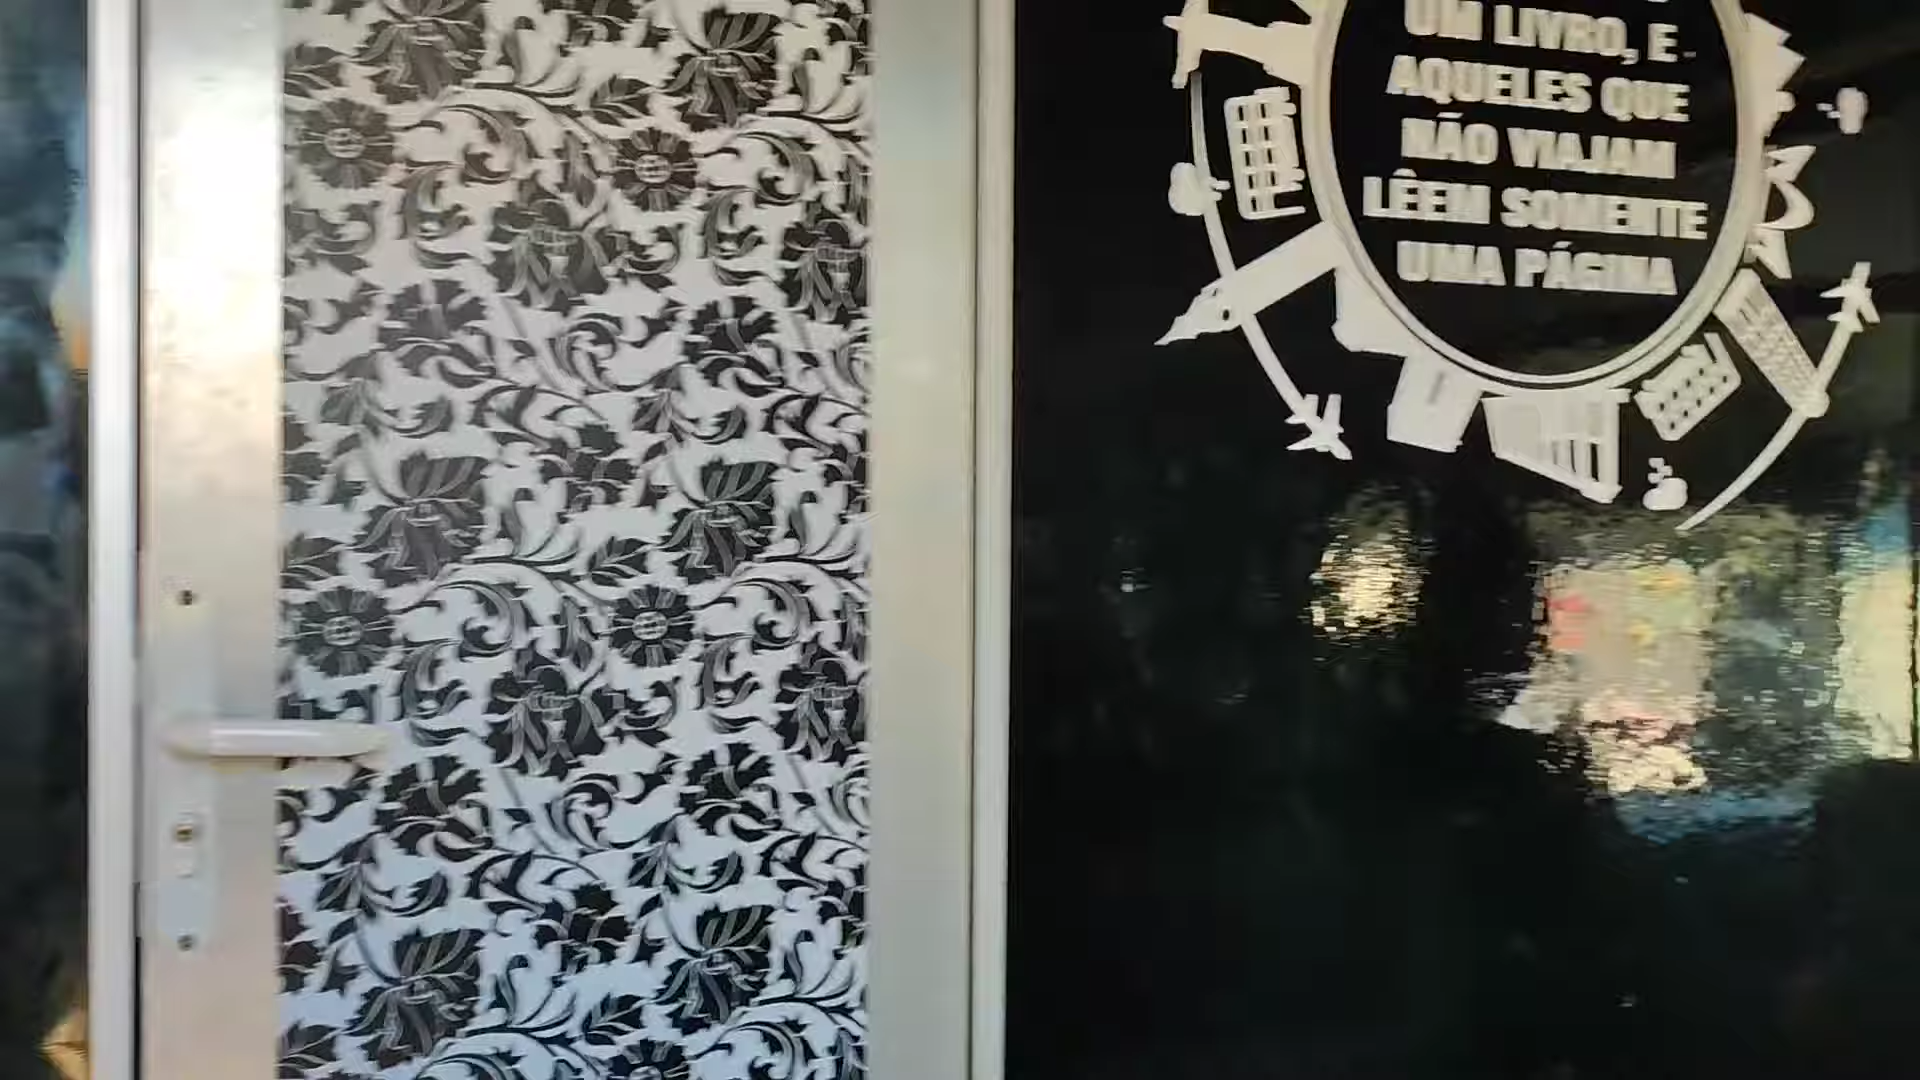 UM LIVRO, E
AQUELES QUE
NÃO VIAJAM
LÊEM SOMENTE
UMA PÁGINA